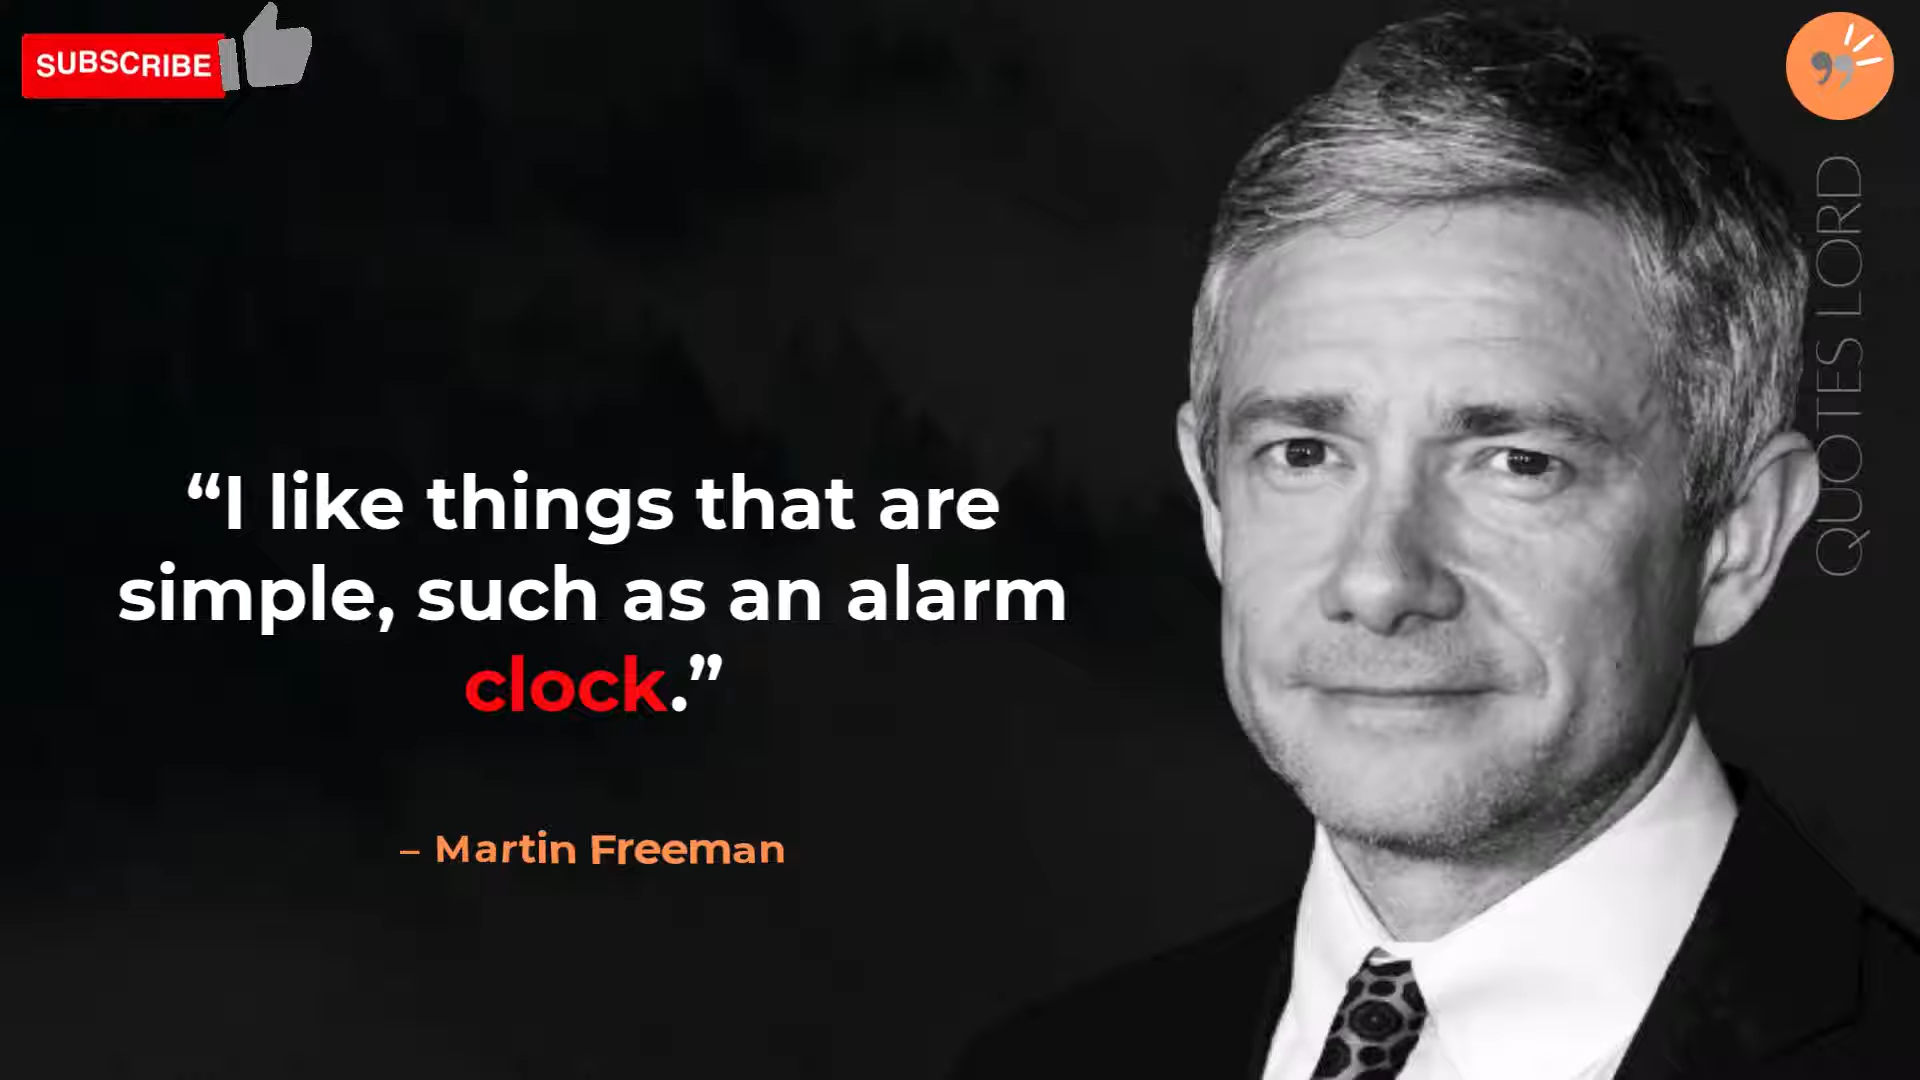 SUBSCRIBE
“I like things that are
simple, such as an alarm
clock.”
– Martin Freeman
QUOTES LORD